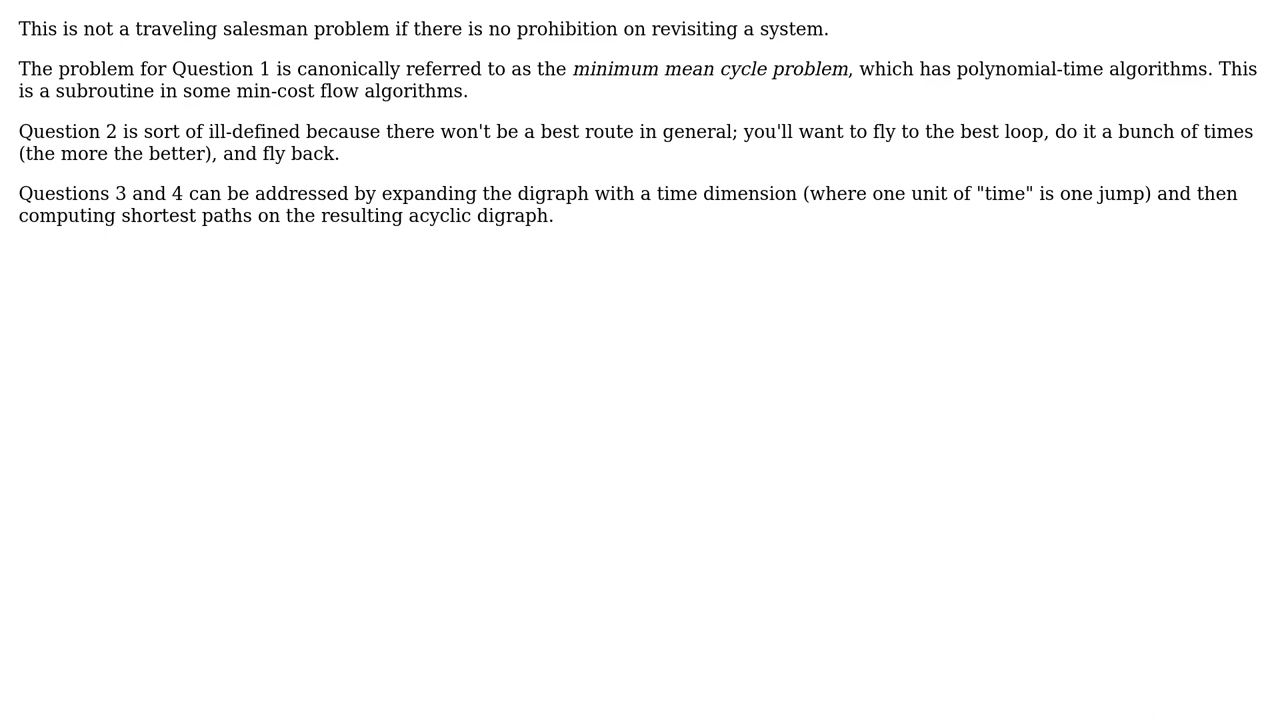 This is not a traveling salesman problem if there is no prohibition on revisiting a system.
The problem for Question 1 is canonically referred to as the minimum mean cycle problem, which has polynomial-time algorithms. This
is a subroutine in some min-cost flow algorithms.
Question 2 is sort of ill-defined because there won't be a best route in general; you'll want to fly to the best loop, do it a bunch of times
(the more the better), and fly back.
Questions 3 and 4 can be addressed by expanding the digraph with a time dimension (where one unit of "time" is one jump) and then
computing shortest paths on the resulting acyclic digraph.